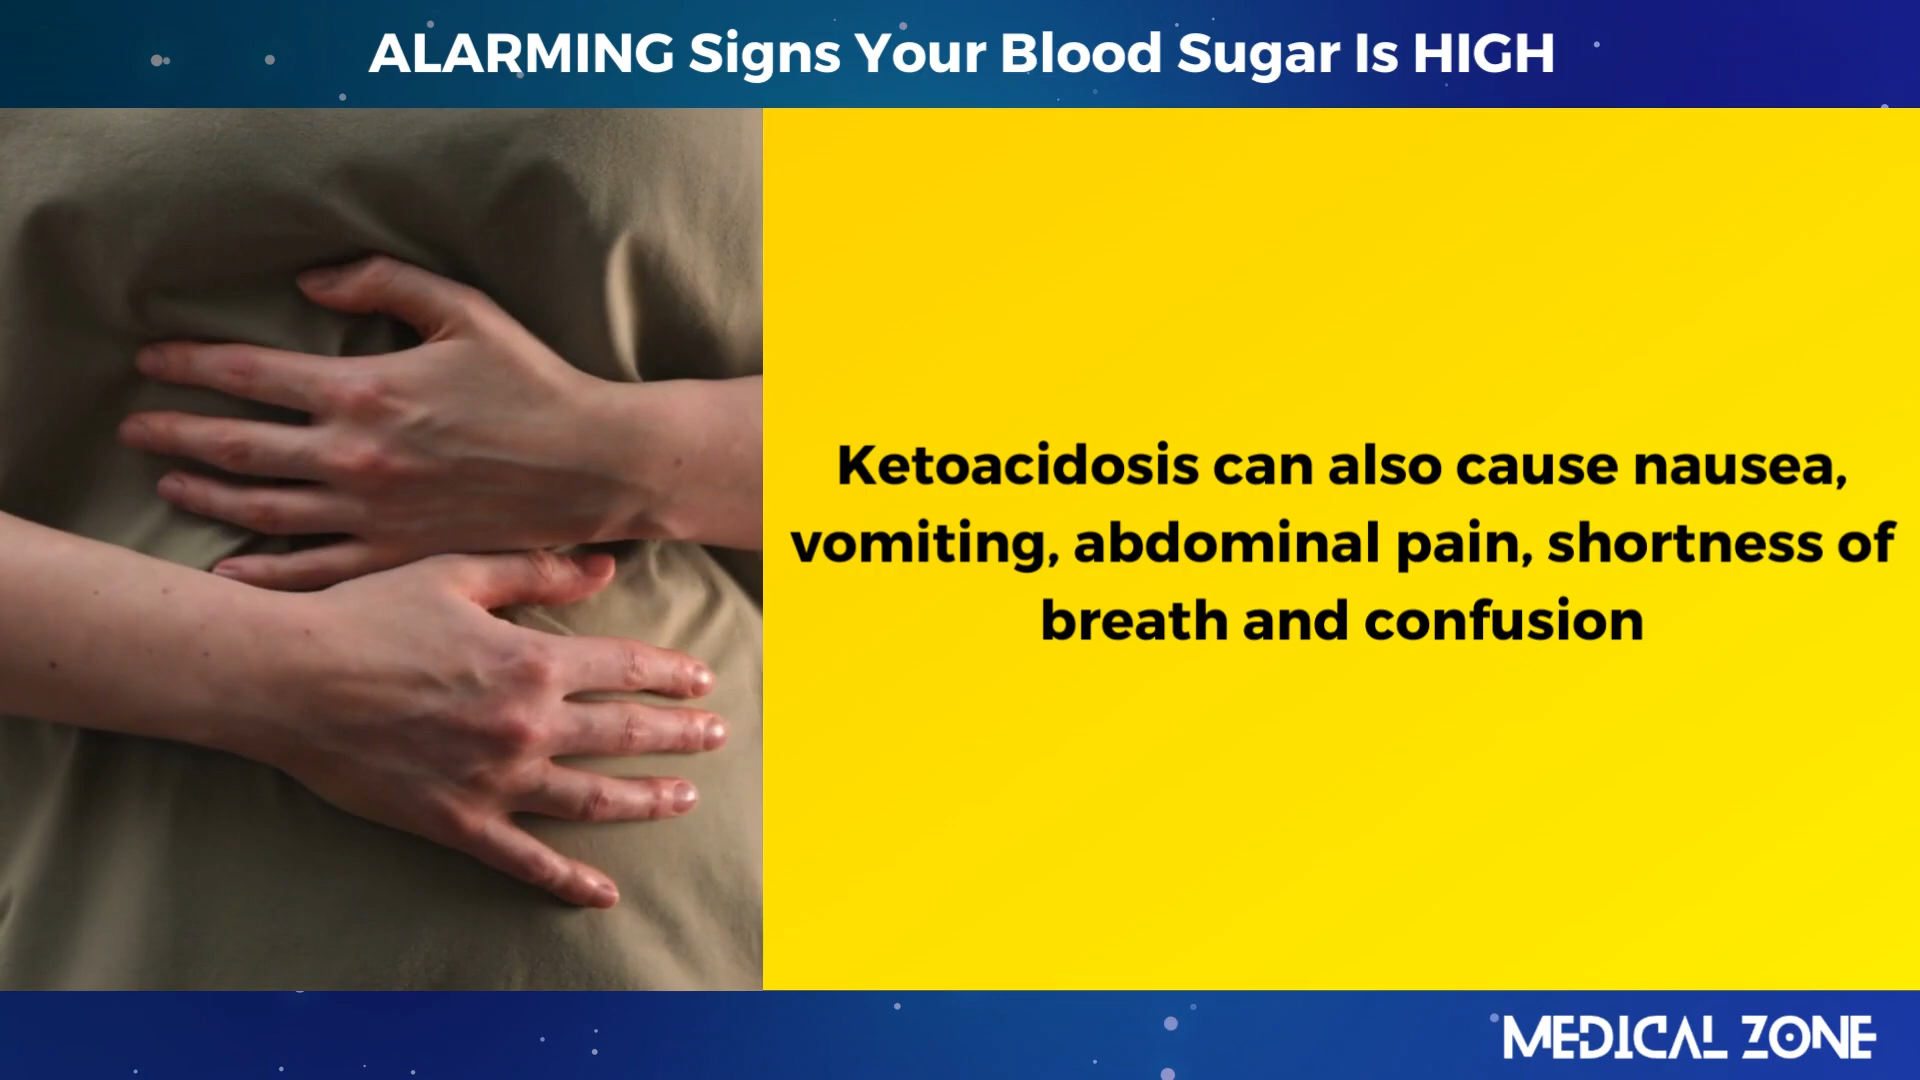 ALARMING Signs Your Blood Sugar Is HIGH
Ketoacidosis can also cause nausea,
vomiting, abdominal pain, shortness of
breath and confusion
MEDICAL ZONE